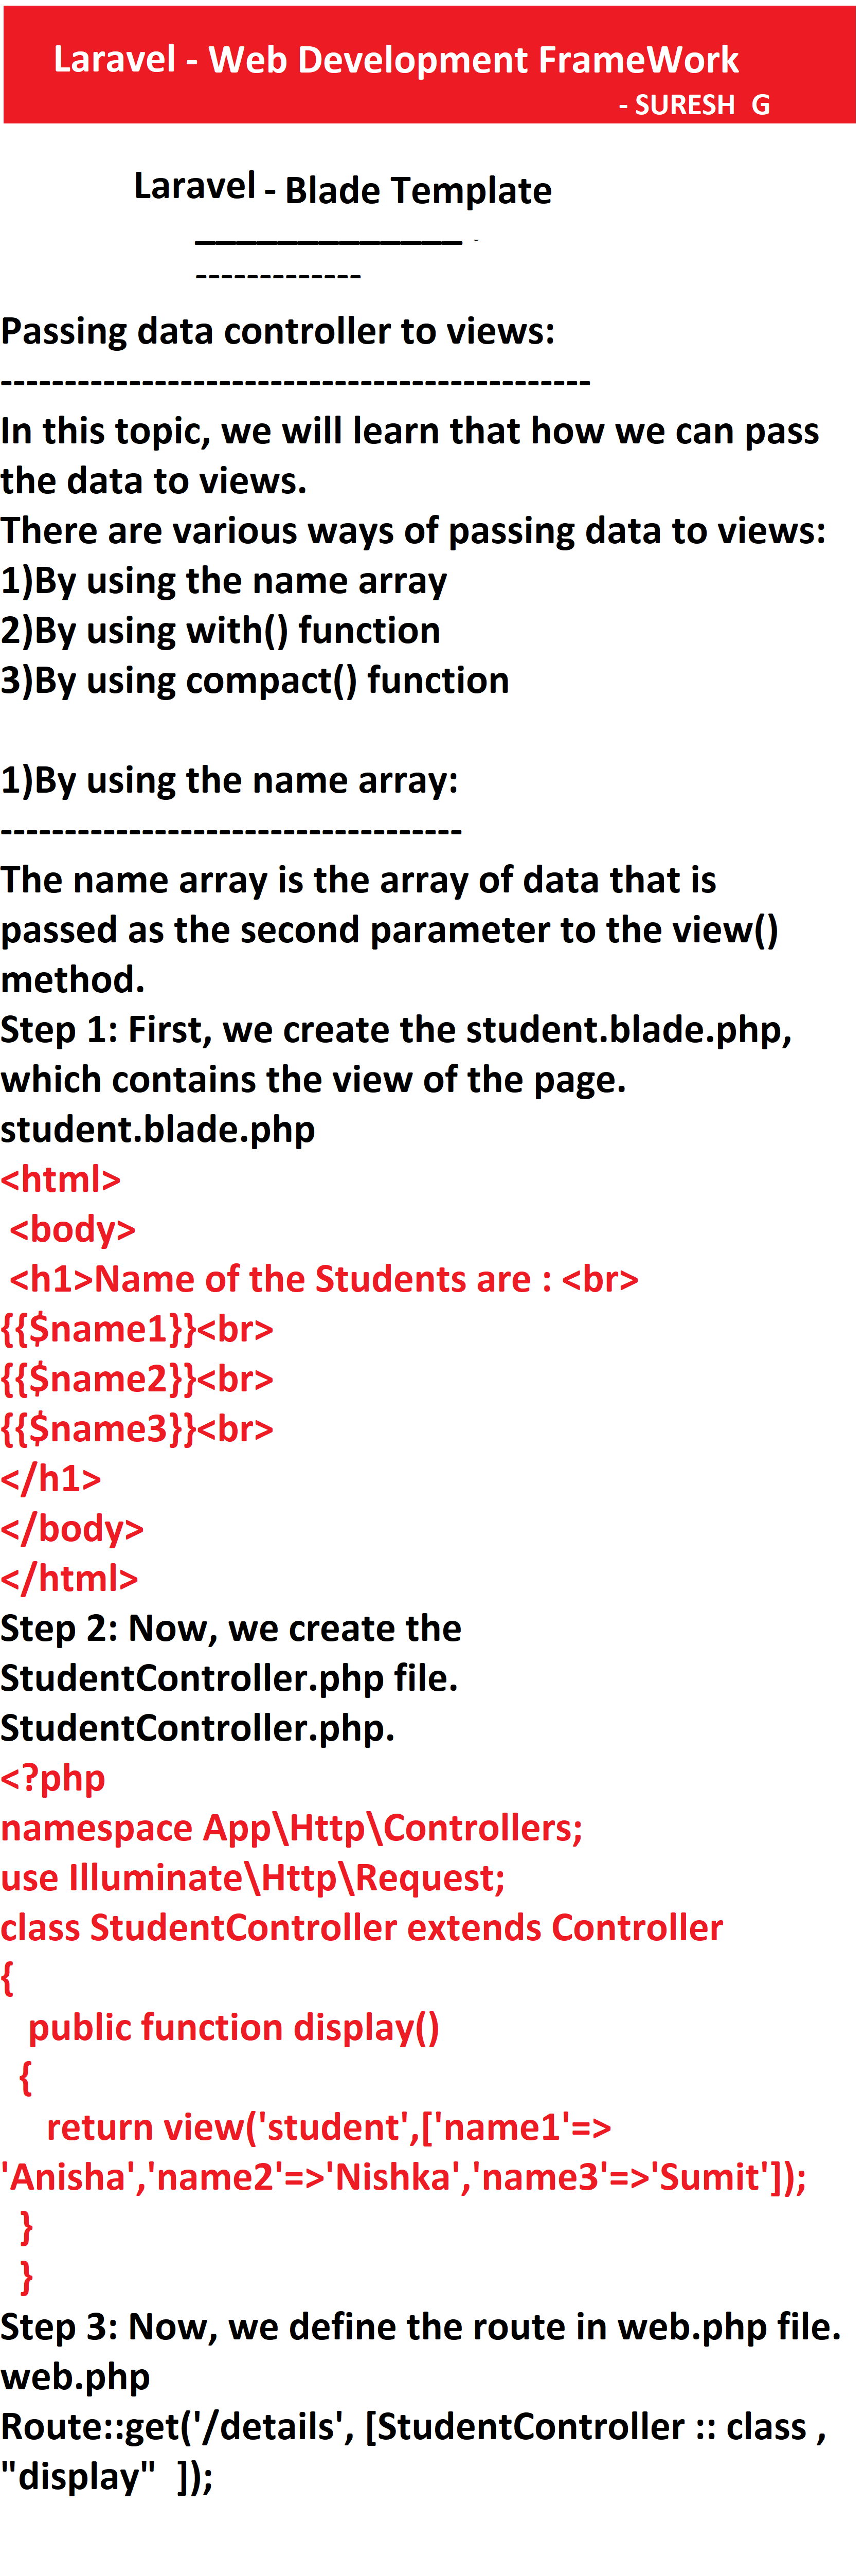 Laravel - Web Development FrameWork
- SURESH  G
Laravel - Blade Template
_____________ -
-------------
Passing data controller to views:
----------------------------------------------
In this topic, we will learn that how we can pass
the data to views.
There are various ways of passing data to views:
1)By using the name array
2)By using with() function
3)By using compact() function
1)By using the name array:
------------------------------------
The name array is the array of data that is
passed as the second parameter to the view()
method.
Step 1: First, we create the student.blade.php,
which contains the view of the page.
student.blade.php
<html>
 <body>
 <h1>Name of the Students are : <br>
{{$name1}}<br>
{{$name2}}<br>
{{$name3}}<br>
</h1>
</body>
</html>
Step 2: Now, we create the
StudentController.php file.
StudentController.php.
<?php
namespace App\Http\Controllers;
use Illuminate\Http\Request;
class StudentController extends Controller
{
   public function display()
  {
     return view('student',['name1'=>
'Anisha','name2'=>'Nishka','name3'=>'Sumit']);
  }
  }
Step 3: Now, we define the route in web.php file.
web.php
Route::get('/details', [StudentController :: class ,
"display"  ]);